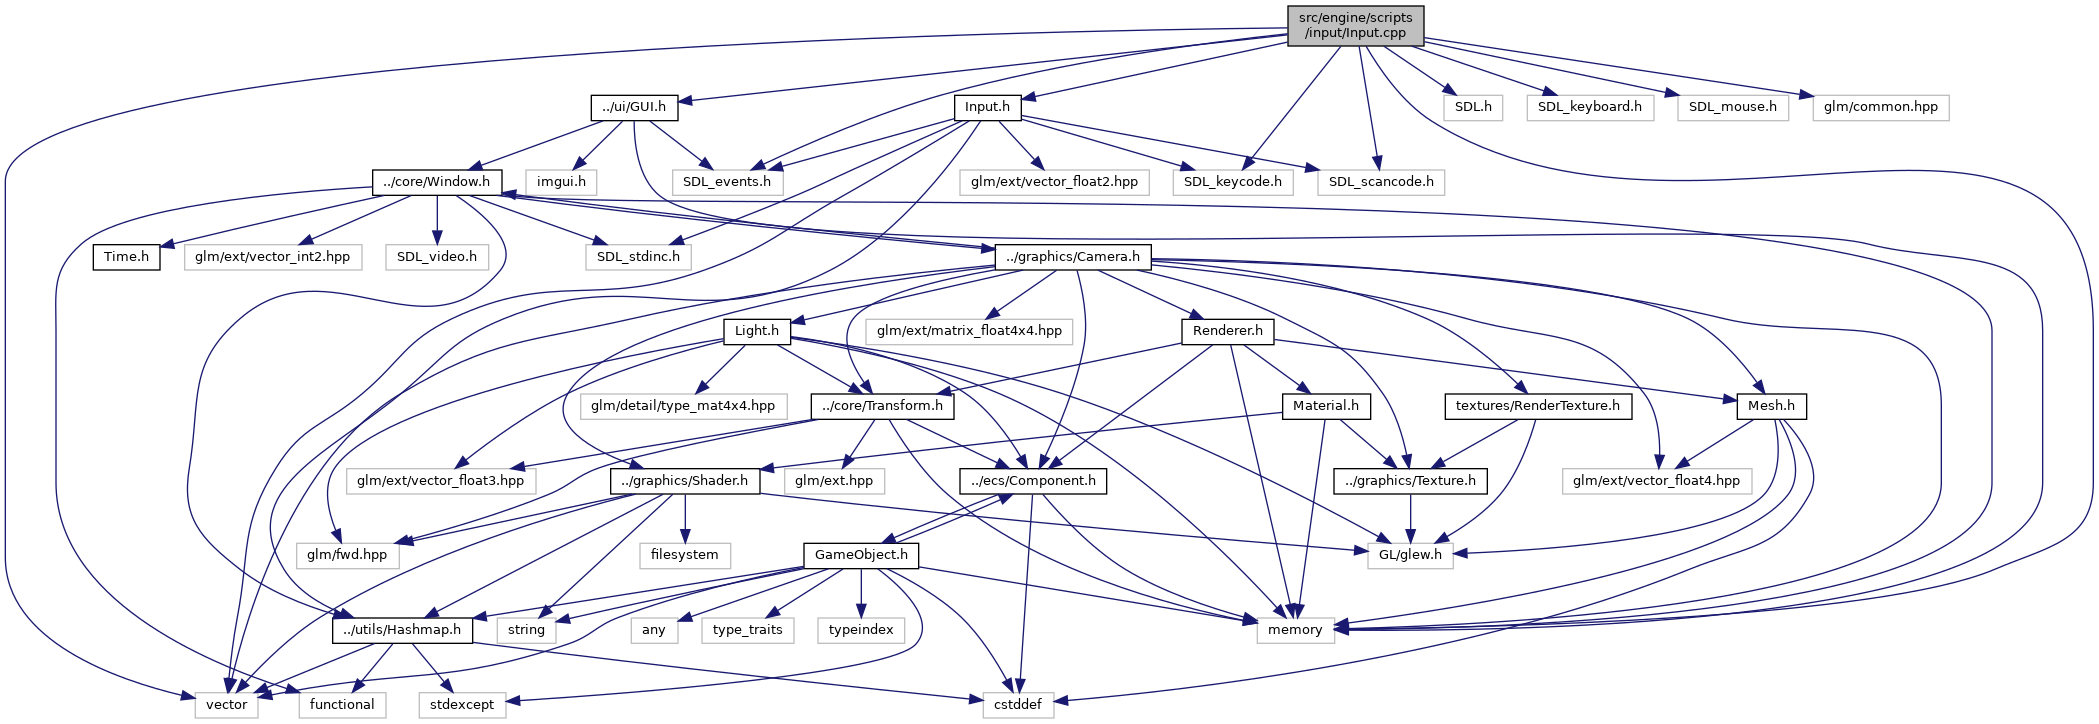 src/engine/scripts
/input/Input.cpp
../ui/GUI.h
Input.h
SDL.h
SDL_keyboard.h
SDL_mouse.h
glm/common.hpp
../core/Window.h
imgui.h
SDL_events.h
glm/ext/vector_float2.hpp
SDL_keycode.h
SDL_scancode.h
Time.h
glm/ext/vector_int2.hpp
SDL_video.h
SDL_stdinc.h
../graphics/Camera.h
Light.h
glm/ext/matrix_float4x4.hpp
Renderer.h
glm/detail/type_mat4x4.hpp
../core/Transform.h
Material.h
textures/RenderTexture.h
Mesh.h
glm/ext/vector_float3.hpp
../graphics/Shader.h
glm/ext.hpp
../ecs/Component.h
../graphics/Texture.h
glm/ext/vector_float4.hpp
glm/fwd.hpp
filesystem
GameObject.h
GL/glew.h
../utils/Hashmap.h
string
any
type_traits
typeindex
memory
vector
functional
stdexcept
cstddef